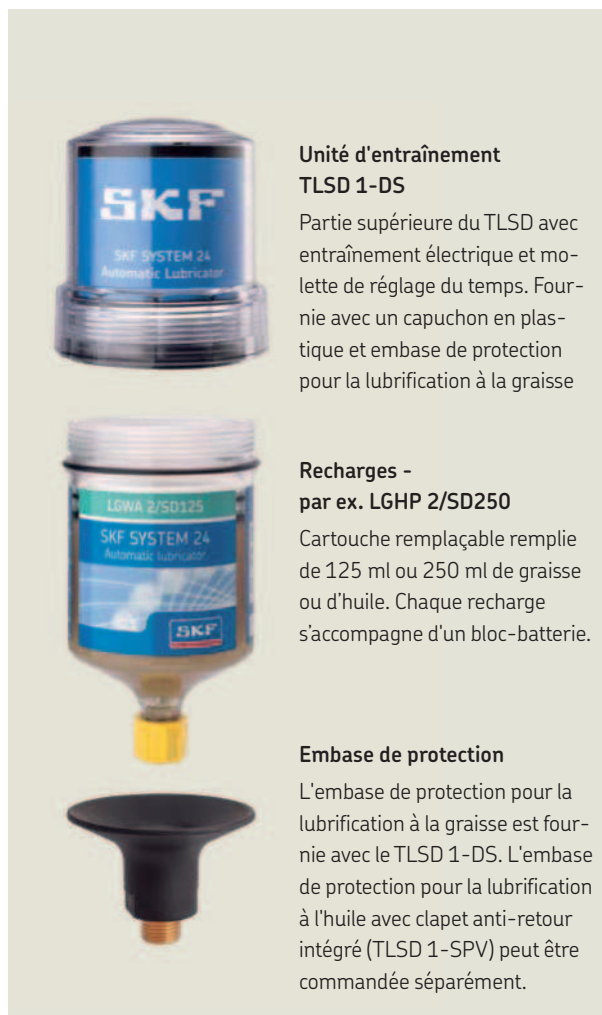 SKF
SKF SYSTEM 24
Automatic Lubricator
Unité d'entraînement
TLSD 1-DS
Partie supérieure du TLSD avec
entraînement électrique et mo-
lette de réglage du temps. Four-
nie avec un capuchon en plas-
tique et embase de protection
pour la lubrification à la graisse
LGWA 2/SD125
SKF SYSTEM 24
Automatic lubricator
SKF
Recharges -
par ex. LGHP 2/SD250
Cartouche remplaçable remplie
de 125 ml ou 250 ml de graisse
ou d'huile. Chaque recharge
s'accompagne d'un bloc-batterie.
Embase de protection
L'embase de protection pour la
lubrification à la graisse est four-
nie avec le TLSD 1-DS. L'embase
de protection pour la lubrification
à l'huile avec clapet anti-retour
intégré (TLSD 1-SPV) peut être
commandée séparément.